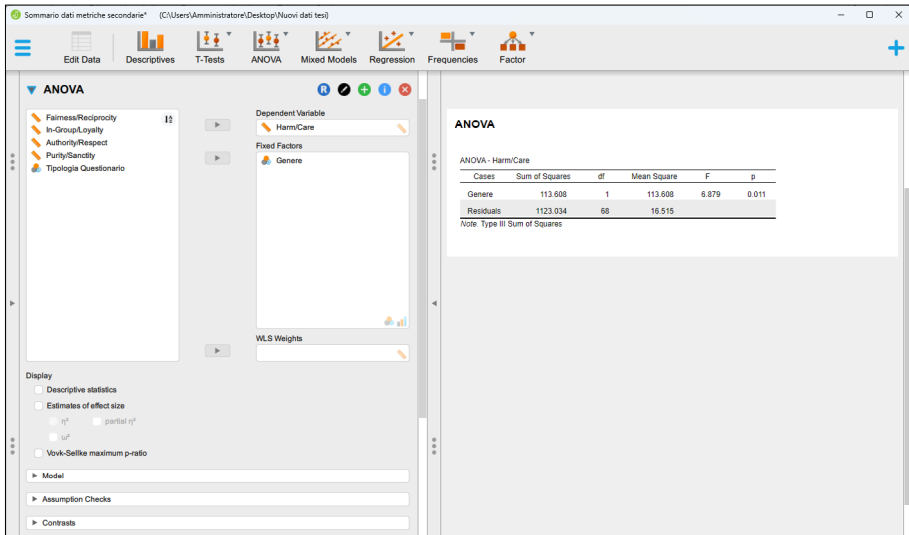 Sommario dati metriche secondarie* (C:\Users\Amministratore\Desktop\Nuovi dati tesi)
Edit Data Descriptives T-Tests ANOVA Mixed Models Regression Frequencies Factor
ANOVA
R
i
Fairness/Reciprocity
In-Group/Loyalty
Authority/Respect
Purity/Sanctity
Tipologia Questionario
Dependent Variable
Harm/Care
Fixed Factors
Genere
WLS Weights
Display
Descriptive statistics
Estimates of effect size
η² partial η²
ω²
Vovk-Sellke maximum p-ratio
Model
Assumption Checks
Contrasts
ANOVA
ANOVA - Harm/Care
Cases Sum of Squares df Mean Square F p
Genere 113.608 1 113.608 6.879 0.011
Residuals 1123.034 68 16.515
Note. Type III Sum of Squares